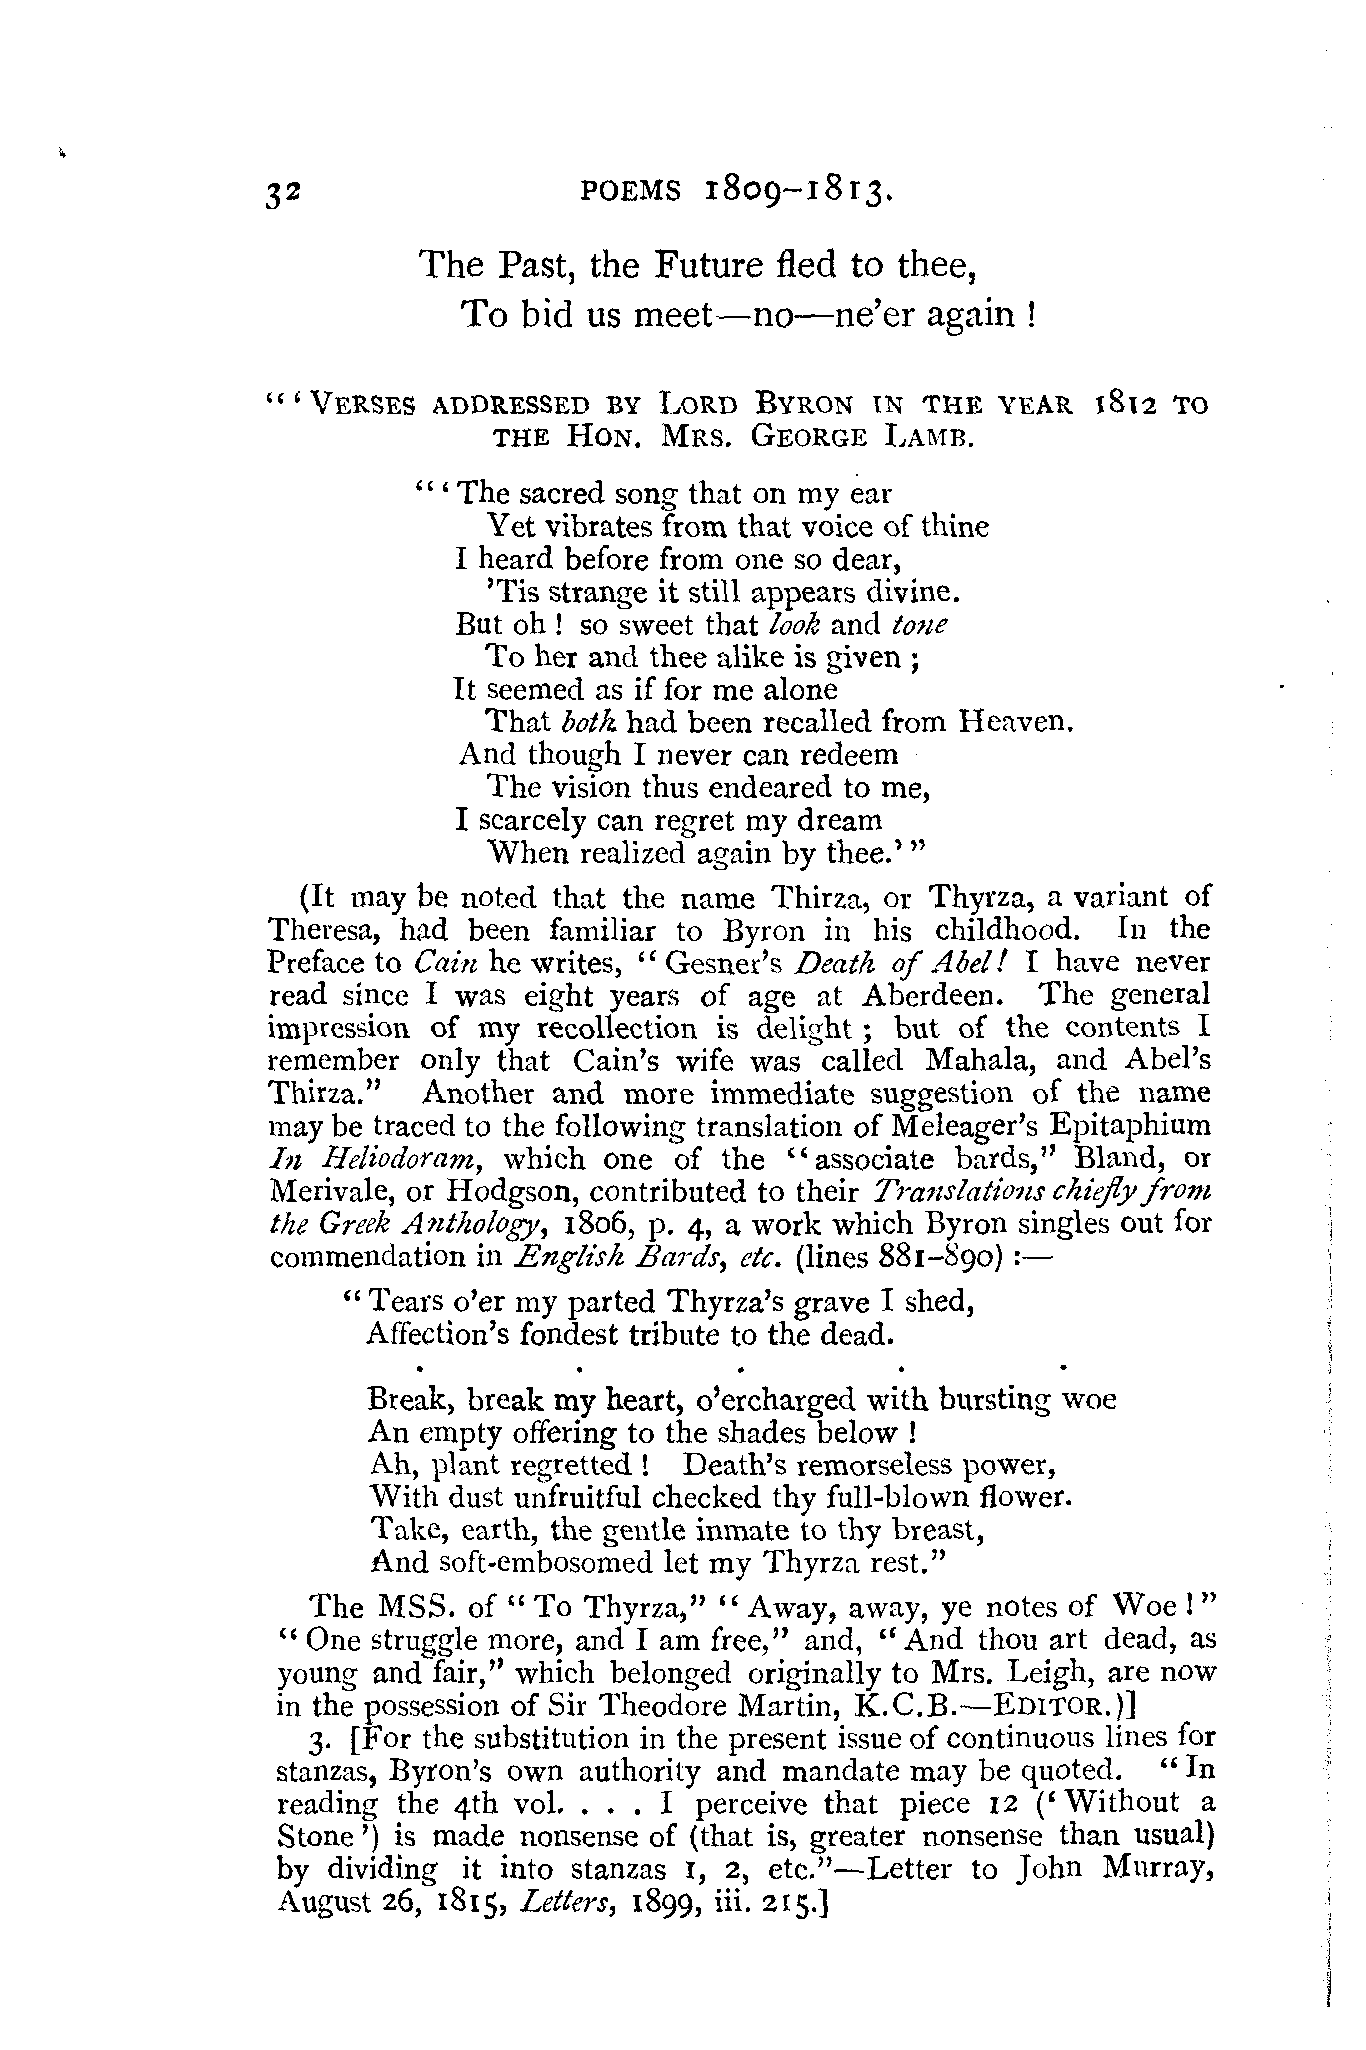 32 POEMS 1809–1813.
The Past, the Future fled to thee,
To bid us meet—no—ne'er again !
"'VERSES ADDRESSED BY LORD BYRON IN THE YEAR 1812 TO
THE HON. MRS. GEORGE LAMB.
"'The sacred song that on my ear
Yet vibrates from that voice of thine
I heard before from one so dear,
'Tis strange it still appears divine.
But oh ! so sweet that look and tone
To her and thee alike is given ;
It seemed as if for me alone
That both had been recalled from Heaven.
And though I never can redeem
The vision thus endeared to me,
I scarcely can regret my dream
When realized again by thee.'"
(It may be noted that the name Thirza, or Thyrza, a variant of
Theresa, had been familiar to Byron in his childhood. In the
Preface to Cain he writes, "Gesner's Death of Abel! I have never
read since I was eight years of age at Aberdeen. The general
impression of my recollection is delight ; but of the contents I
remember only that Cain's wife was called Mahala, and Abel's
Thirza." Another and more immediate suggestion of the name
may be traced to the following translation of Meleager's Epitaphium
In Heliodoram, which one of the "associate bards," Bland, or
Merivale, or Hodgson, contributed to their Translations chiefly from
the Greek Anthology, 1806, p. 4, a work which Byron singles out for
commendation in English Bards, etc. (lines 881–890) :—
"Tears o'er my parted Thyrza's grave I shed,
Affection's fondest tribute to the dead.
. . . . .
Break, break my heart, o'ercharged with bursting woe
An empty offering to the shades below !
Ah, plant regretted ! Death's remorseless power,
With dust unfruitful checked thy full-blown flower.
Take, earth, the gentle inmate to thy breast,
And soft-embosomed let my Thyrza rest."
The MSS. of "To Thyrza," "Away, away, ye notes of Woe !"
"One struggle more, and I am free," and, "And thou art dead, as
young and fair," which belonged originally to Mrs. Leigh, are now
in the possession of Sir Theodore Martin, K.C.B.—EDITOR.)]
3. [For the substitution in the present issue of continuous lines for
stanzas, Byron's own authority and mandate may be quoted. "In
reading the 4th vol. . . . I perceive that piece 12 ('Without a
Stone') is made nonsense of (that is, greater nonsense than usual)
by dividing it into stanzas 1, 2, etc."—Letter to John Murray,
August 26, 1815, Letters, 1899, iii. 215.]